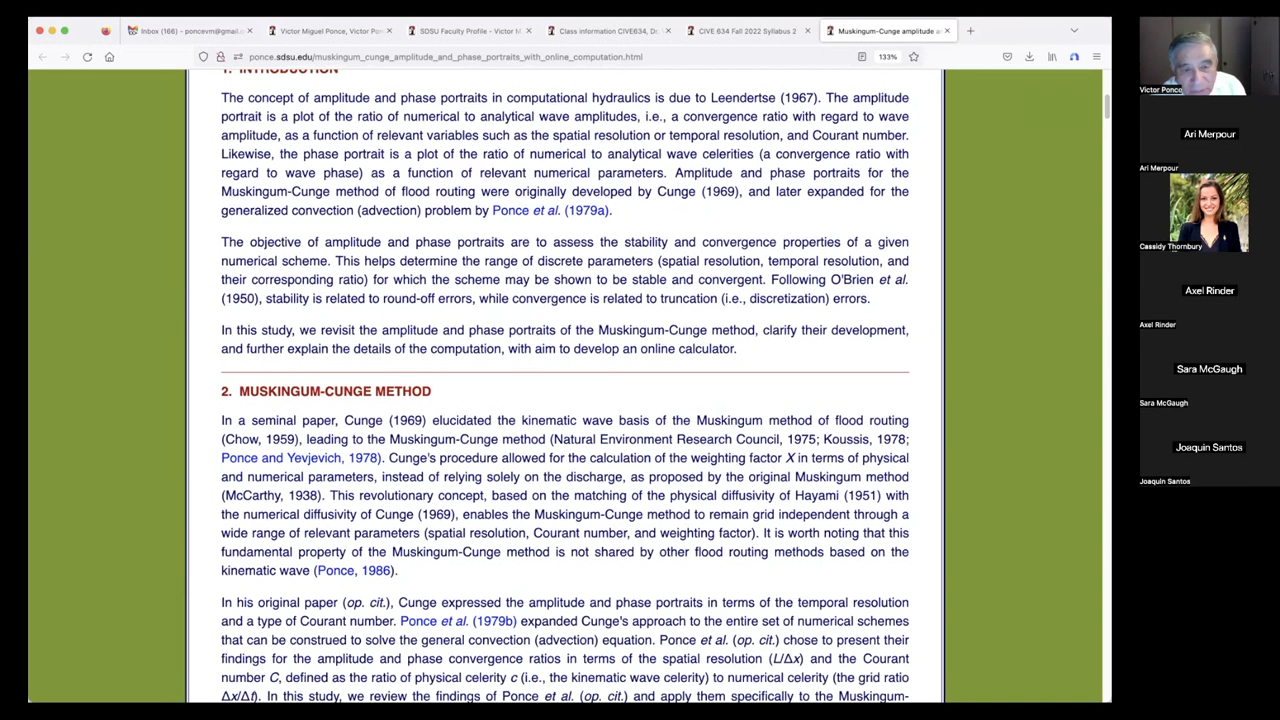 Inbox (166) - poncevm@gmail.c
Victor Miguel Ponce, Victor Pon
SDSU Faculty Profile - Victor M
Class information CIVE634, Dr.
CIVE 634 Fall 2022 Syllabus 2
Muskingum-Cunge amplitude a
ponce.sdsu.edu/muskingum_cunge_amplitude_and_phase_portraits_with_online_computation.html
133%
1. INTRODUCTION
The concept of amplitude and phase portraits in computational hydraulics is due to Leendertse (1967). The amplitude
portrait is a plot of the ratio of numerical to analytical wave amplitudes, i.e., a convergence ratio with regard to wave
amplitude, as a function of relevant variables such as the spatial resolution or temporal resolution, and Courant number.
Likewise, the phase portrait is a plot of the ratio of numerical to analytical wave celerities (a convergence ratio with
regard to wave phase) as a function of relevant numerical parameters. Amplitude and phase portraits for the
Muskingum-Cunge method of flood routing were originally developed by Cunge (1969), and later expanded for the
generalized convection (advection) problem by Ponce et al. (1979a).
The objective of amplitude and phase portraits are to assess the stability and convergence properties of a given
numerical scheme. This helps determine the range of discrete parameters (spatial resolution, temporal resolution, and
their corresponding ratio) for which the scheme may be shown to be stable and convergent. Following O'Brien et al.
(1950), stability is related to round-off errors, while convergence is related to truncation (i.e., discretization) errors.
In this study, we revisit the amplitude and phase portraits of the Muskingum-Cunge method, clarify their development,
and further explain the details of the computation, with aim to develop an online calculator.
2. MUSKINGUM-CUNGE METHOD
In a seminal paper, Cunge (1969) elucidated the kinematic wave basis of the Muskingum method of flood routing
(Chow, 1959), leading to the Muskingum-Cunge method (Natural Environment Research Council, 1975; Koussis, 1978;
Ponce and Yevjevich, 1978). Cunge's procedure allowed for the calculation of the weighting factor X in terms of physical
and numerical parameters, instead of relying solely on the discharge, as proposed by the original Muskingum method
(McCarthy, 1938). This revolutionary concept, based on the matching of the physical diffusivity of Hayami (1951) with
the numerical diffusivity of Cunge (1969), enables the Muskingum-Cunge method to remain grid independent through a
wide range of relevant parameters (spatial resolution, Courant number, and weighting factor). It is worth noting that this
fundamental property of the Muskingum-Cunge method is not shared by other flood routing methods based on the
kinematic wave (Ponce, 1986).
In his original paper (op. cit.), Cunge expressed the amplitude and phase portraits in terms of the temporal resolution
and a type of Courant number. Ponce et al. (1979b) expanded Cunge's approach to the entire set of numerical schemes
that can be construed to solve the general convection (advection) equation. Ponce et al. (op. cit.) chose to present their
findings for the amplitude and phase convergence ratios in terms of the spatial resolution (L/Δx) and the Courant
number C, defined as the ratio of physical celerity c (i.e., the kinematic wave celerity) to numerical celerity (the grid ratio
Δx/Δt). In this study, we review the findings of Ponce et al. (op. cit.) and apply them specifically to the Muskingum-
Victor Ponce
Ari Merpour
Ari Merpour
Cassidy Thornbury
Axel Rinder
Axel Rinder
Sara McGaugh
Sara McGaugh
Joaquin Santos
Joaquin Santos